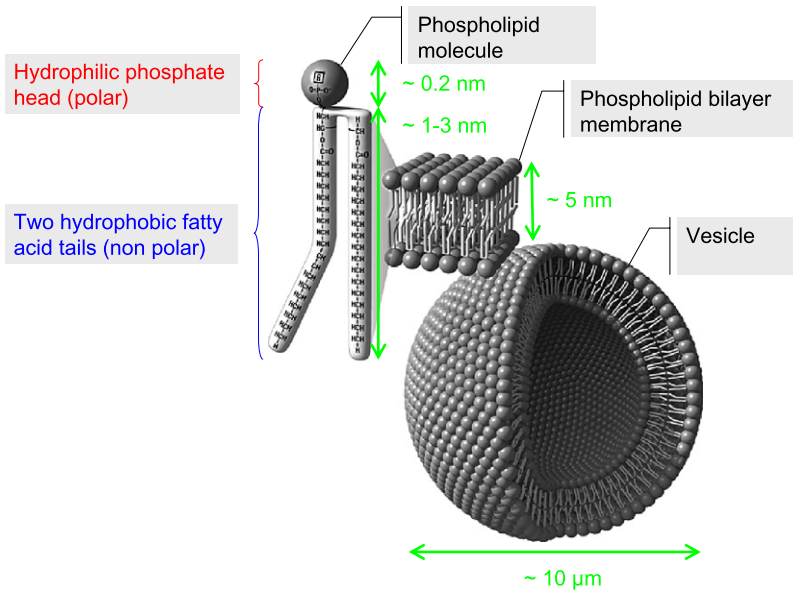 Phospholipid
molecule
Hydrophilic phosphate
head (polar)
~ 0.2 nm
~ 1-3 nm
Phospholipid bilayer
membrane
~ 5 nm
Two hydrophobic fatty
acid tails (non polar)
Vesicle
~ 10 µm
R